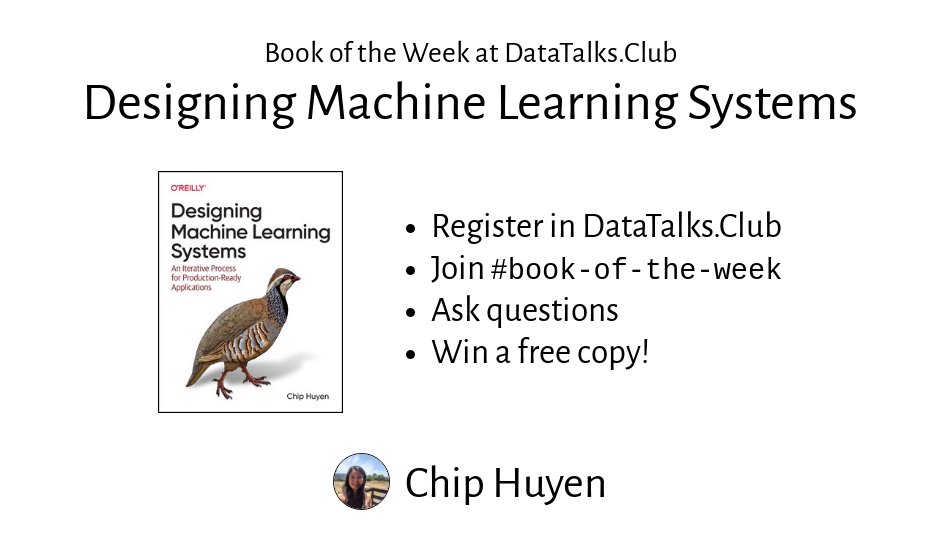 Book of the Week at DataTalks.Club
Designing Machine Learning Systems
O'REILLY®
Designing
Machine Learning
Systems
An Iterative Process
for Production-Ready
Applications
Chip Huyen
• Register in DataTalks.Club
• Join #book-of-the-week
• Ask questions
• Win a free copy!
Chip Huyen